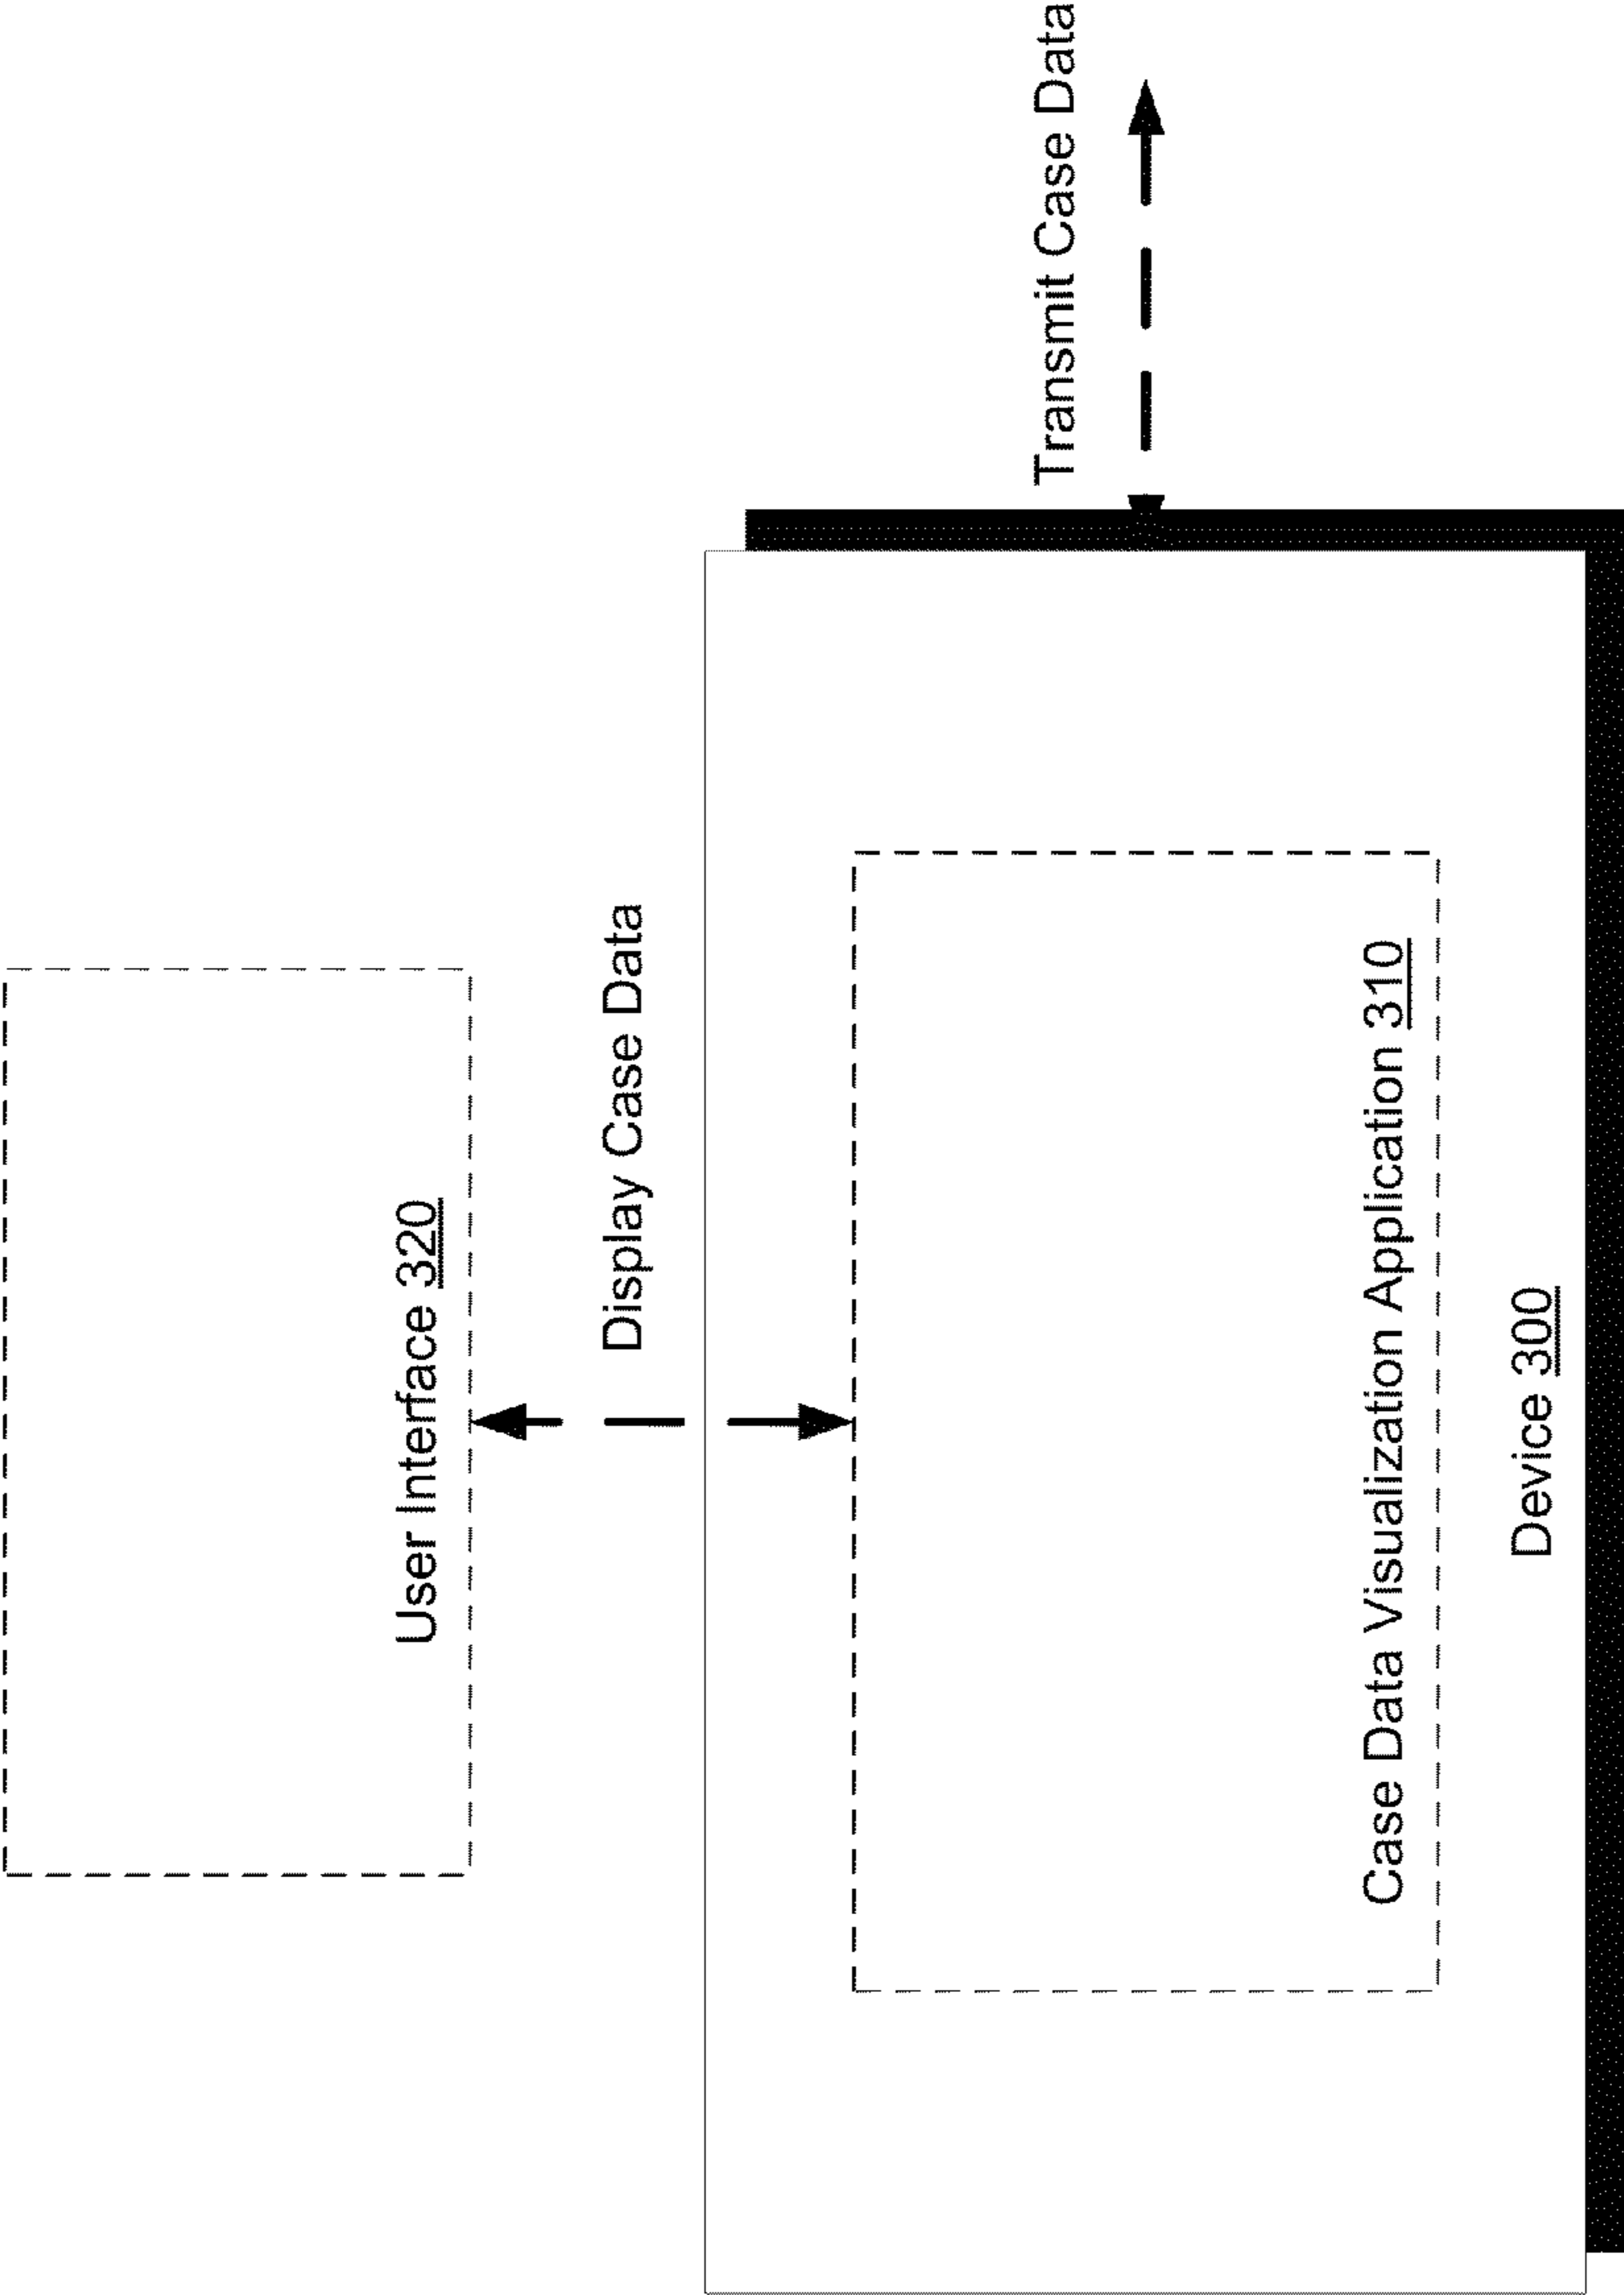 User Interface 320
Display Case Data
Transmit Case Data
Case Data Visualization Application 310
Device 300